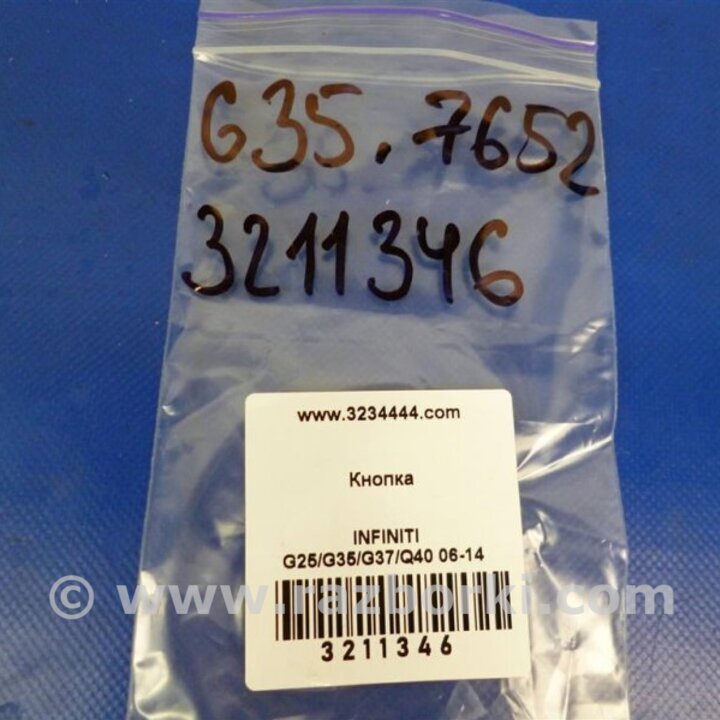 G35. 7652
3211346
www.3234444.com
Кнопка
INFINITI
G25/G35/G37/Q40 06-14
© www.razborki.com
3211346